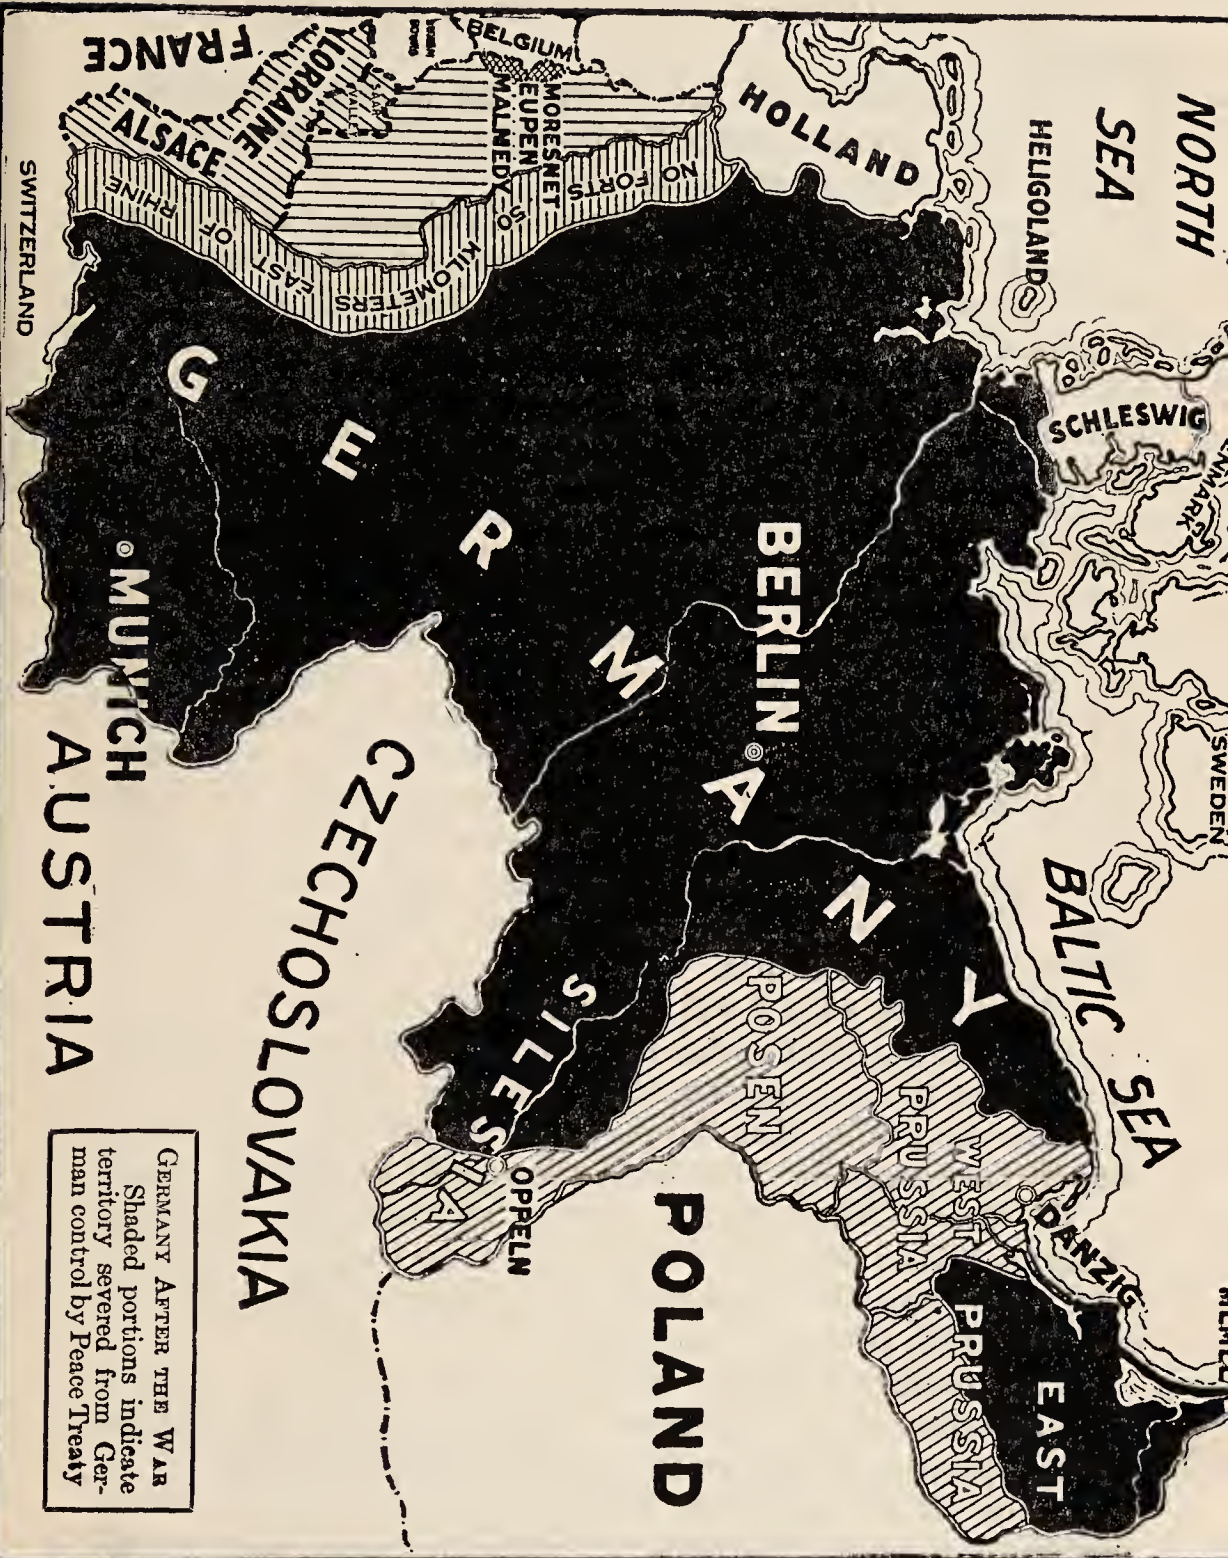 NORTH
SEA
HELIGOLAND
HOLLAND
BELGIUM
MORESNET
EUPEN
MALMEDY
SAAR
VALLEY
LORRAINE
FRANCE
ALSACE
SWITZERLAND
NO FORTS 50 KILOMETERS EAST OF RHINE
SCHLESWIG
SWEDEN
BALTIC SEA
GERMANY
BERLIN
MUNICH
AUSTRIA
CZECHOSLOVAKIA
SILESIA
OPPELN
POSEN
WEST
PRUSSIA
DANZIG
EAST
PRUSSIA
POLAND
GERMANY AFTER THE WAR
Shaded portions indicate
territory severed from Ger-
man control by Peace Treaty